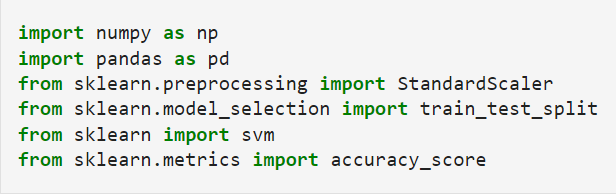 import numpy as np
import pandas as pd
from sklearn.preprocessing import StandardScaler
from sklearn.model_selection import train_test_split
from sklearn import svm
from sklearn.metrics import accuracy_score